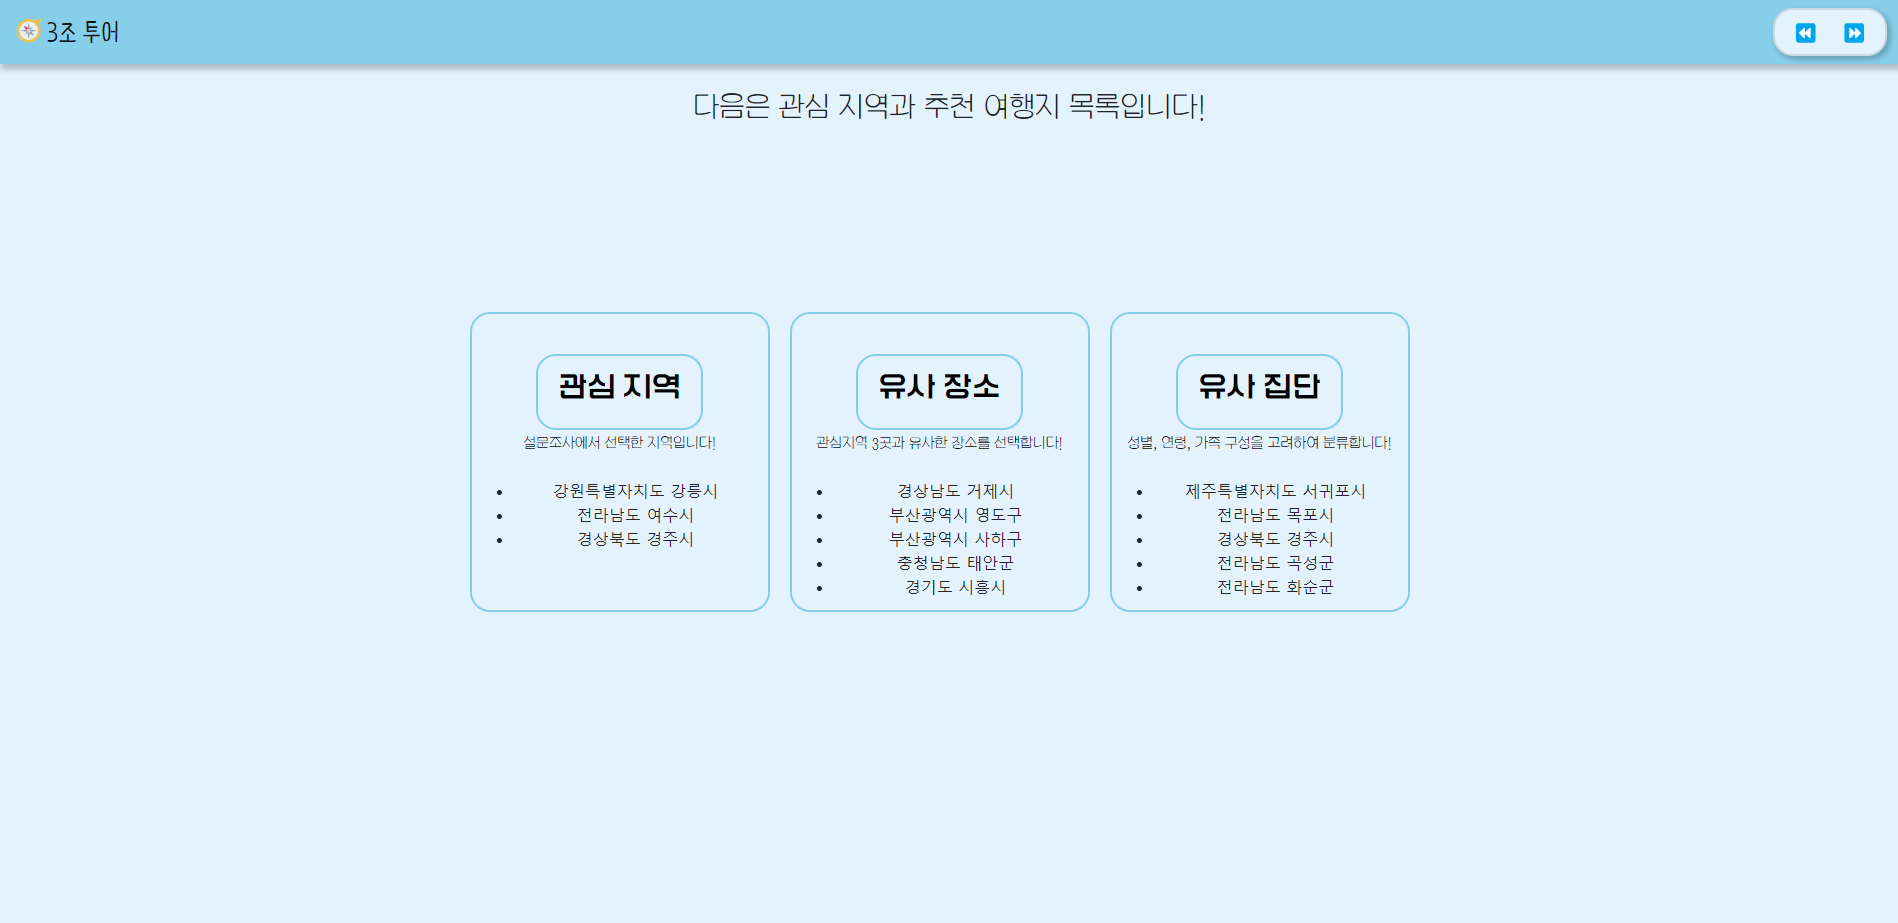 3조 투어
다음은 관심 지역과 추천 여행지 목록입니다!
관심 지역
설문조사에서 선택한 지역입니다!
강원특별자치도 강릉시
전라남도 여수시
경상북도 경주시
유사 장소
관심지역 3곳과 유사한 장소를 선택합니다!
경상남도 거제시
부산광역시 영도구
부산광역시 사하구
충청남도 태안군
경기도 시흥시
유사 집단
성별, 연령, 가족 구성을 고려하여 분류합니다!
제주특별자치도 서귀포시
전라남도 목포시
경상북도 경주시
전라남도 곡성군
전라남도 화순군